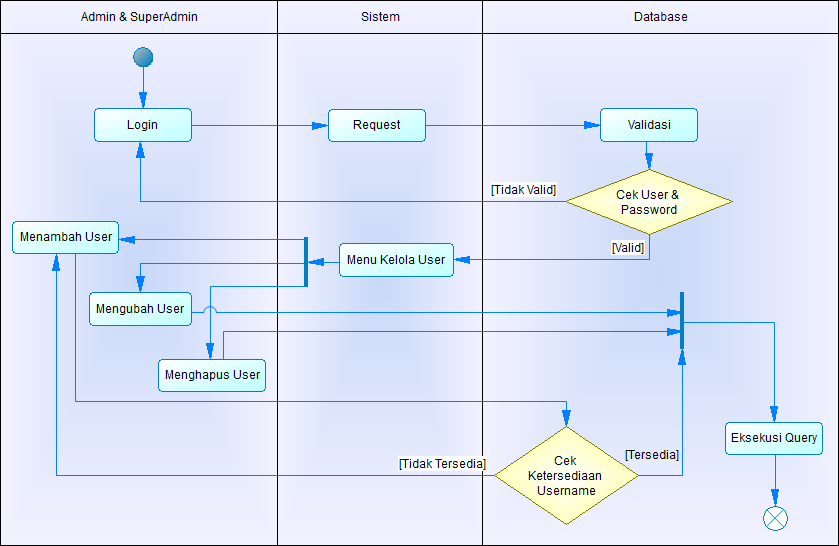 Admin & SuperAdmin
Sistem
Database
Login
Request
Validasi
[Tidak Valid]
Cek User &
Password
Menambah User
[Valid]
Menu Kelola User
Mengubah User
Menghapus User
Eksekusi Query
[Tidak Tersedia]
Cek
Ketersediaan
Username
[Tersedia]